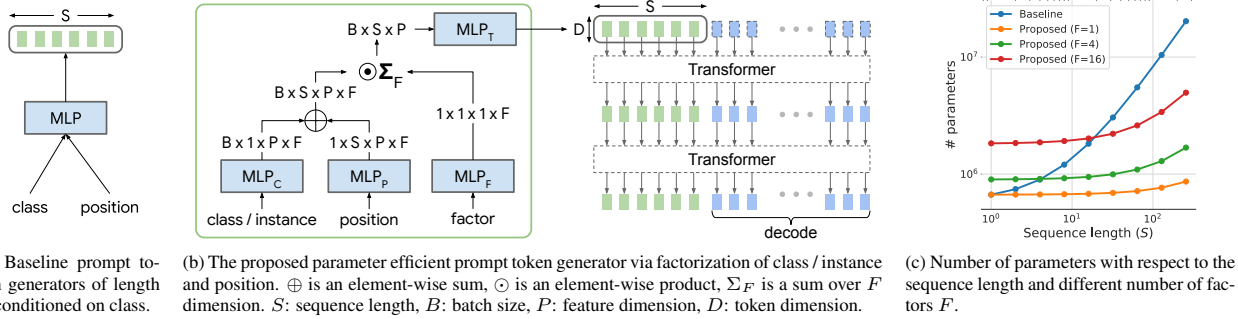 S
MLP
class position
Baseline prompt to-
generators of length
conditioned on class.
B x S x P
MLP_T
Σ_F
B x S x P x F
1 x 1 x 1 x F
B x 1 x P x F
1 x S x P x F
MLP_C
MLP_P
MLP_F
class / instance
position
factor
S
D
Transformer
Transformer
decode
(b) The proposed parameter efficient prompt token generator via factorization of class / instance
and position. ⊕ is an element-wise sum, ⊙ is an element-wise product, Σ_F is a sum over F
dimension. S: sequence length, B: batch size, P: feature dimension, D: token dimension.
Baseline
Proposed (F=1)
Proposed (F=4)
Proposed (F=16)
# parameters
10^7
10^6
10^0 10^1 10^2
Sequence length (S)
(c) Number of parameters with respect to the
sequence length and different number of fac-
tors F.